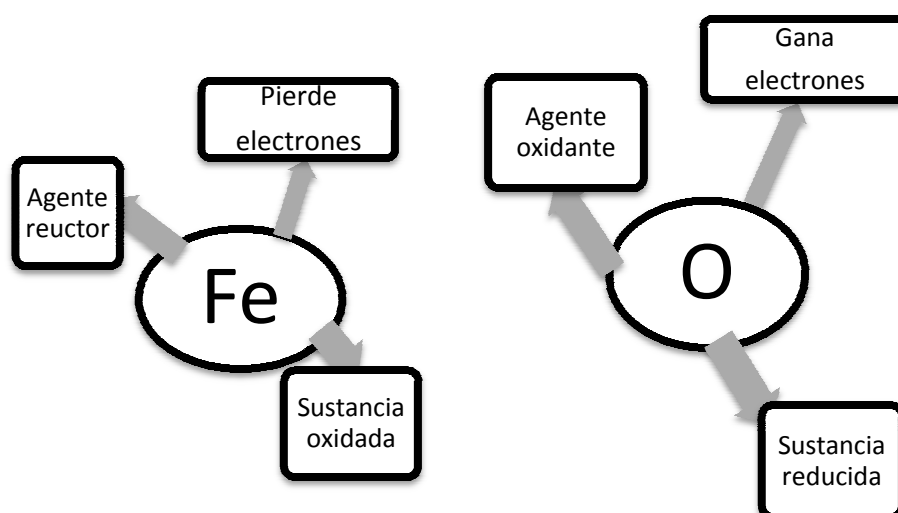 Pierde
electrones
Agente
reuctor
Fe
Sustancia
oxidada
Gana
electrones
Agente
oxidante
O
Sustancia
reducida